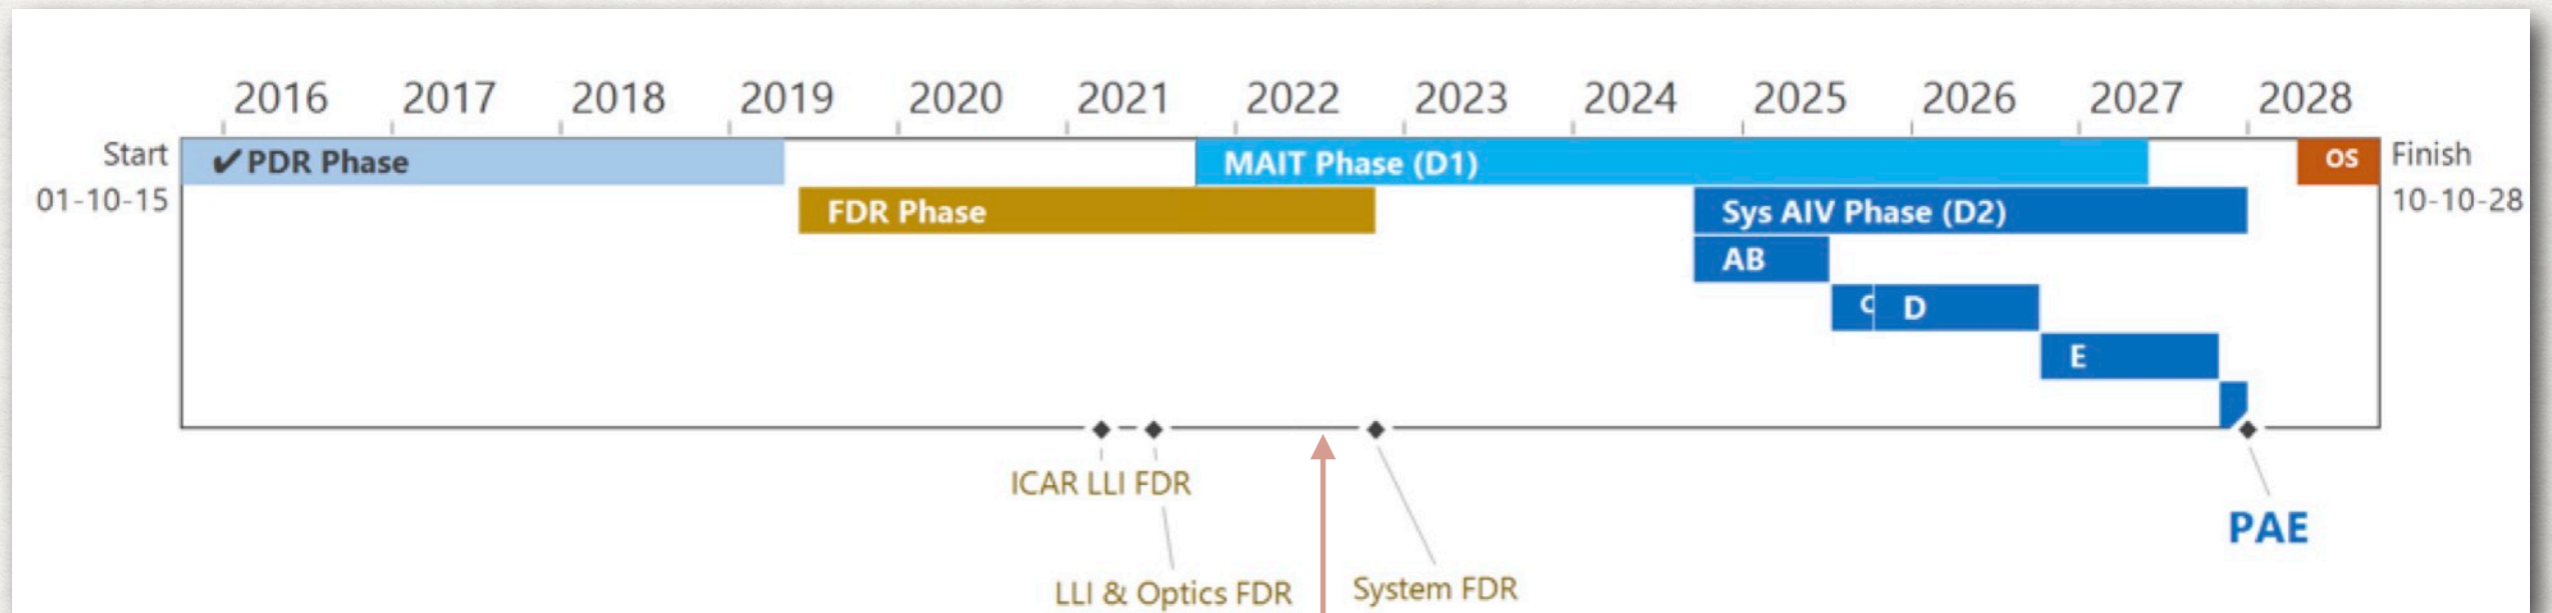 2016 2017 2018 2019 2020 2021 2022 2023 2024 2025 2026 2027 2028
Start
01-10-15
✔PDR Phase
MAIT Phase (D1)
OS
Finish
10-10-28
FDR Phase
Sys AIV Phase (D2)
AB
C
D
E
ICAR LLI FDR
PAE
LLI & Optics FDR
System FDR